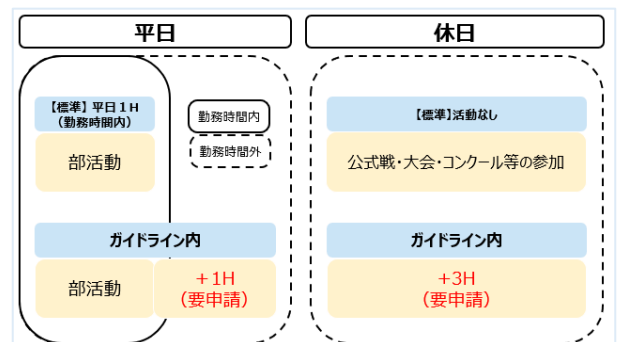 平日
休日
【標準】平日１H
（勤務時間内）
部活動
勤務時間内
勤務時間外
【標準】活動なし
公式戦・大会・コンクール等の参加
ガイドライン内
部活動
＋１H
（要申請）
ガイドライン内
+3H
（要申請）